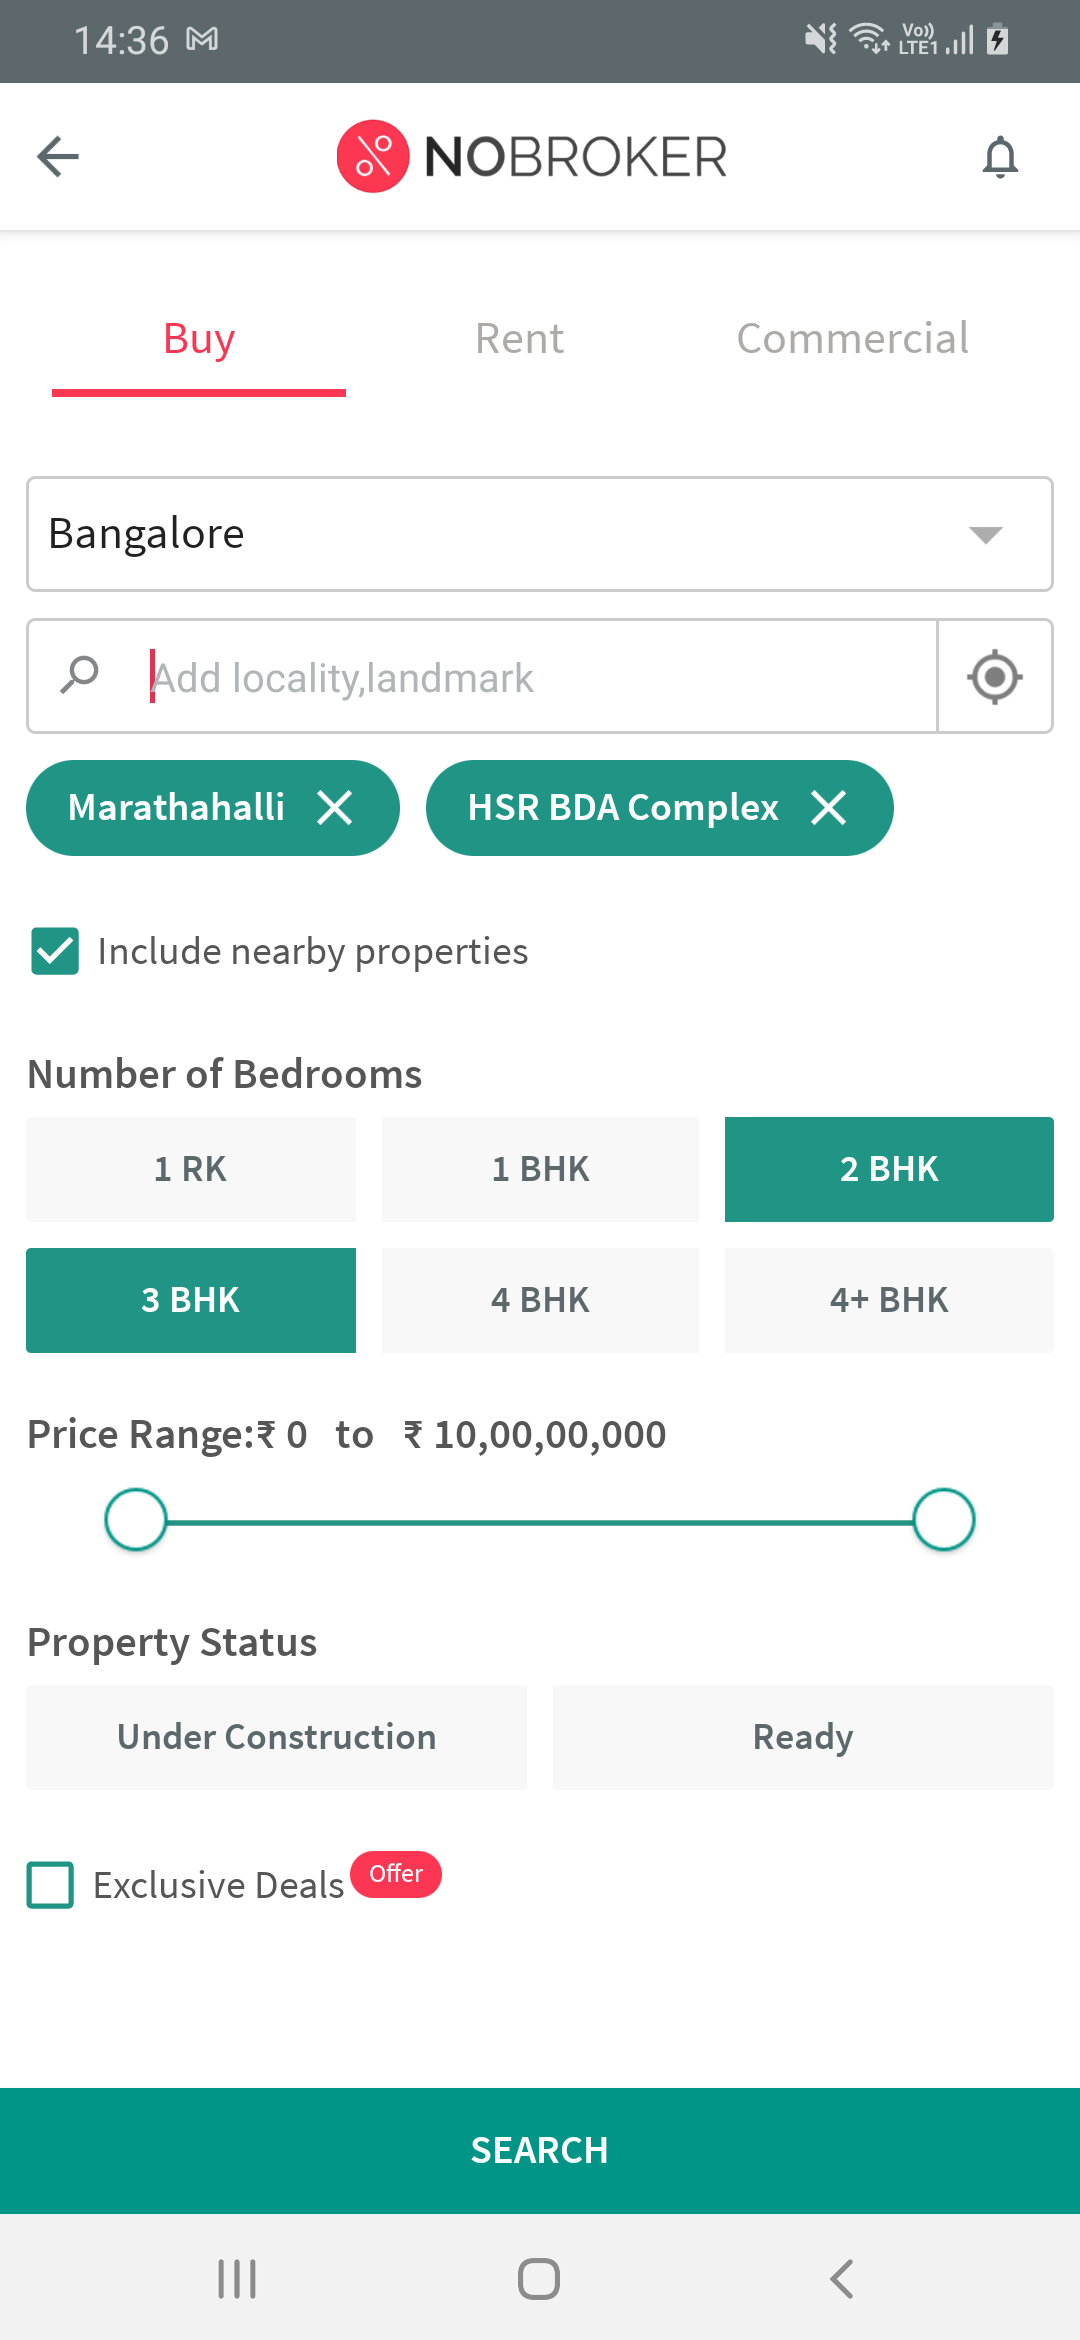 14:36 Vo)) LTE1
NOBROKER
Buy Rent Commercial
Bangalore
Add locality,landmark
Marathahalli HSR BDA Complex
Include nearby properties
Number of Bedrooms
1 RK 1 BHK 2 BHK
3 BHK 4 BHK 4+ BHK
Price Range:₹ 0 to ₹ 10,00,00,000
Property Status
Under Construction Ready
Exclusive Deals Offer
SEARCH